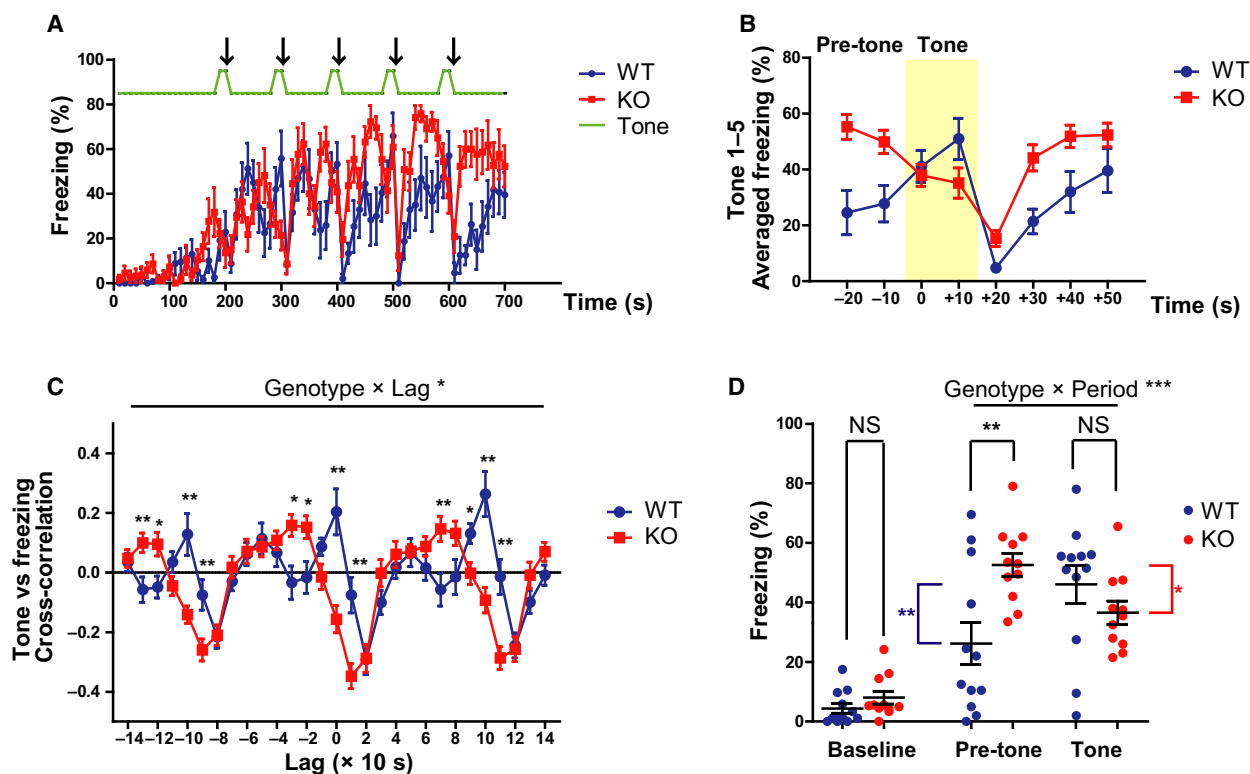 A
100
80
60
40
20
0
Freezing (%)
0
100
200
300
400
500
600
700
Time (s)
WT
KO
Tone
B
Pre-tone
Tone
80
60
40
20
0
Tone 1–5
Averaged freezing (%)
–20
–10
0
+10
+20
+30
+40
+50
Time (s)
WT
KO
C
Genotype × Lag *
0.4
0.2
0.0
–0.2
–0.4
Tone vs freezing
Cross-correlation
** * ** ** * * ** ** ** * ** **
–14 –12 –10 –8 –6 –4 –2 0 2 4 6 8 10 12 14
Lag (× 10 s)
WT
KO
D
Genotype × Period ***
NS
**
NS
100
80
60
40
20
0
Freezing (%)
**
*
Baseline
Pre-tone
Tone
WT
KO